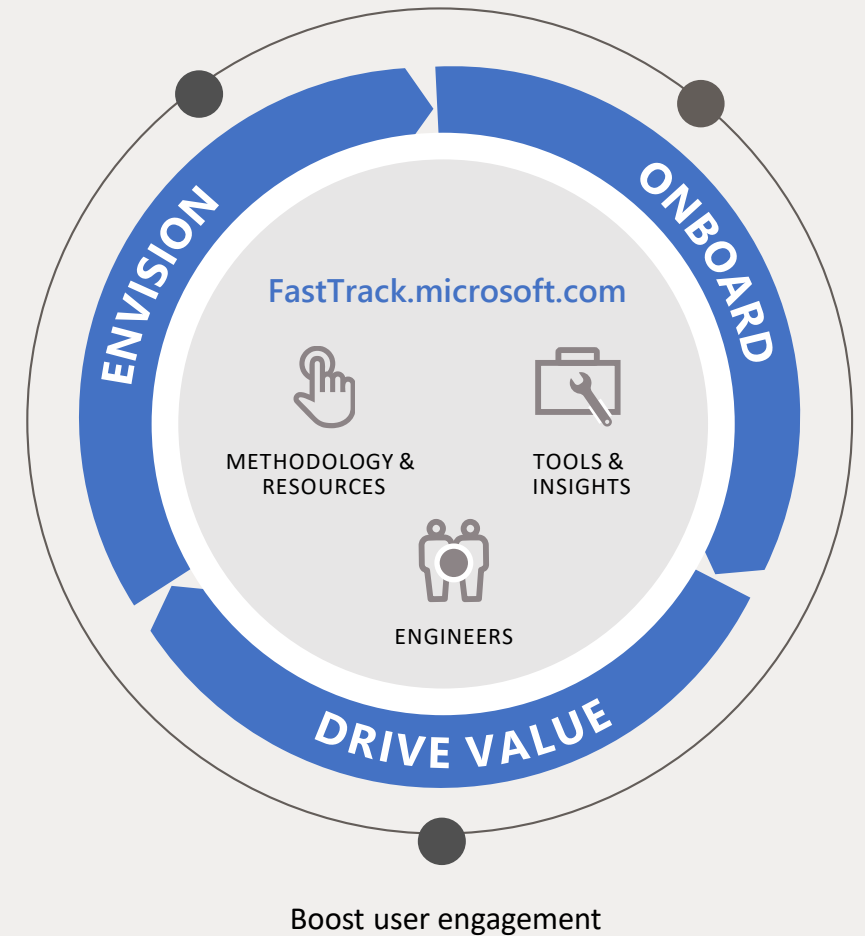 ENVISION
ONBOARD
FastTrack.microsoft.com
METHODOLOGY &
RESOURCES
TOOLS &
INSIGHTS
ENGINEERS
DRIVE VALUE
Boost user engagement